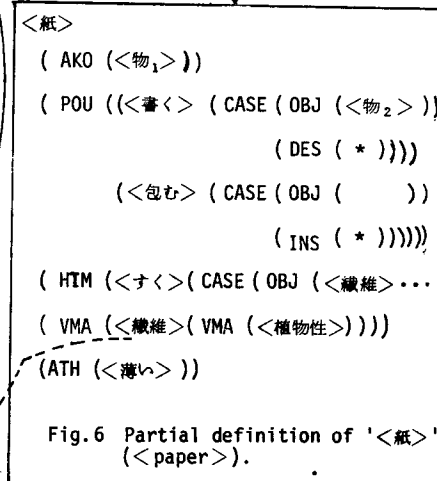 <紙>
( AKO (<物₁> ))
( POU ((<書く> ( CASE ( OBJ (<物₂> ))
( DES ( * ))))
(<包む> ( CASE ( OBJ ( ))
( INS ( * ))))))
( HTM (<すく>( CASE ( OBJ (<繊維>...
( VMA (<繊維>( VMA (<植物性>))))
(ATH (<薄い> ))
Fig.6 Partial definition of '<紙>'
(<paper>).